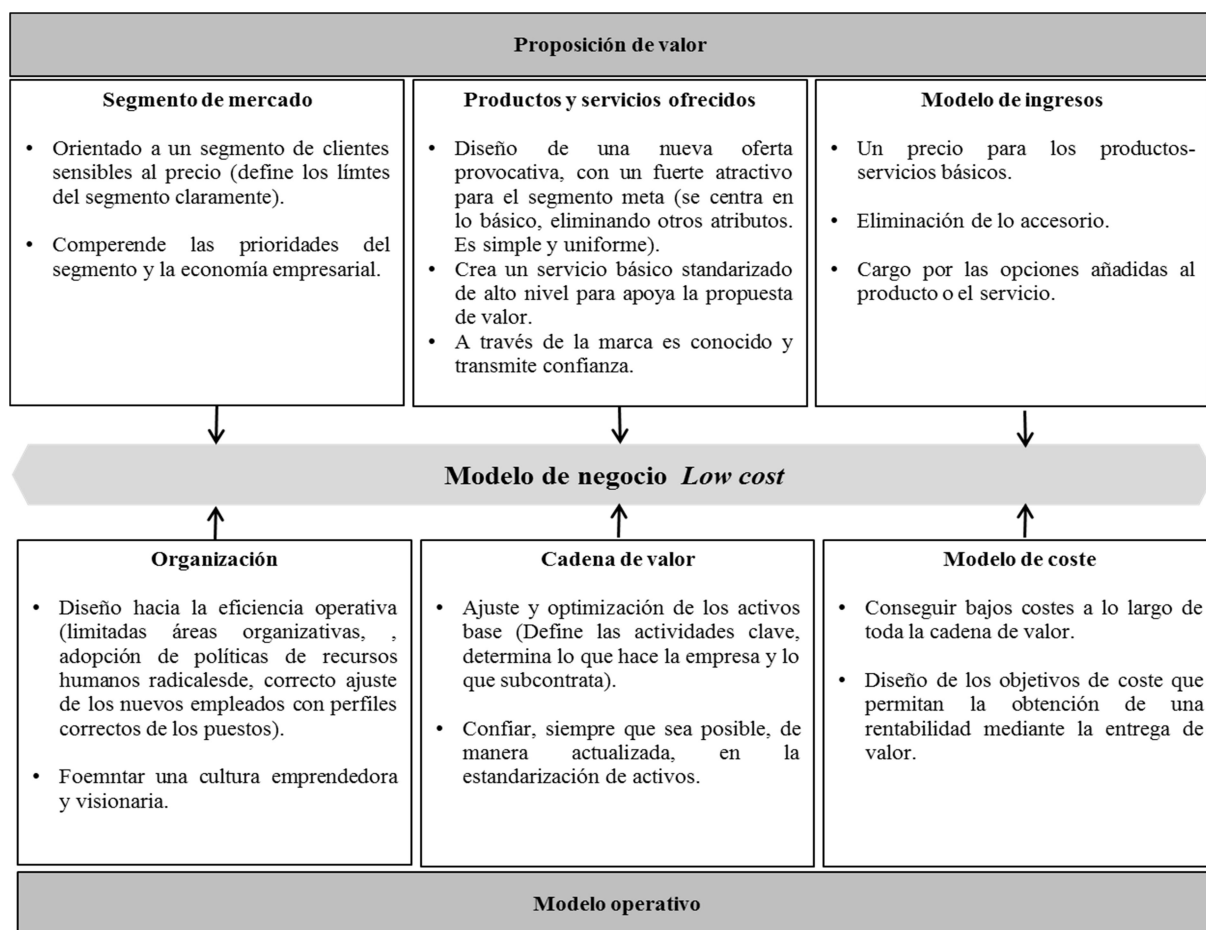 Proposición de valor
Segmento de mercado
• Orientado a un segmento de clientes
sensibles al precio (define los límtes
del segmento claramente).
• Comperende las prioridades del
segmento y la economía empresarial.
Productos y servicios ofrecidos
• Diseño de una nueva oferta
provocativa, con un fuerte atractivo
para el segmento meta (se centra en
lo básico, eliminando otros atributos.
Es simple y uniforme).
• Crea un servicio básico standarizado
de alto nivel para apoya la propuesta
de valor.
• A través de la marca es conocido y
transmite confianza.
Modelo de ingresos
• Un precio para los productos-
servicios básicos.
• Eliminación de lo accesorio.
• Cargo por las opciones añadidas al
producto o el servicio.
Modelo de negocio Low cost
Organización
• Diseño hacia la eficiencia operativa
(limitadas áreas organizativas, ,
adopción de políticas de recursos
humanos radicalesde, correcto ajuste
de los nuevos empleados con perfiles
correctos de los puestos).
• Foemntar una cultura emprendedora
y visionaria.
Cadena de valor
• Ajuste y optimización de los activos
base (Define las actividades clave,
determina lo que hace la empresa y lo
que subcontrata).
• Confiar, siempre que sea posible, de
manera actualizada, en la
estandarización de activos.
Modelo de coste
• Conseguir bajos costes a lo largo de
toda la cadena de valor.
• Diseño de los objetivos de coste que
permitan la obtención de una
rentabilidad mediante la entrega de
valor.
Modelo operativo